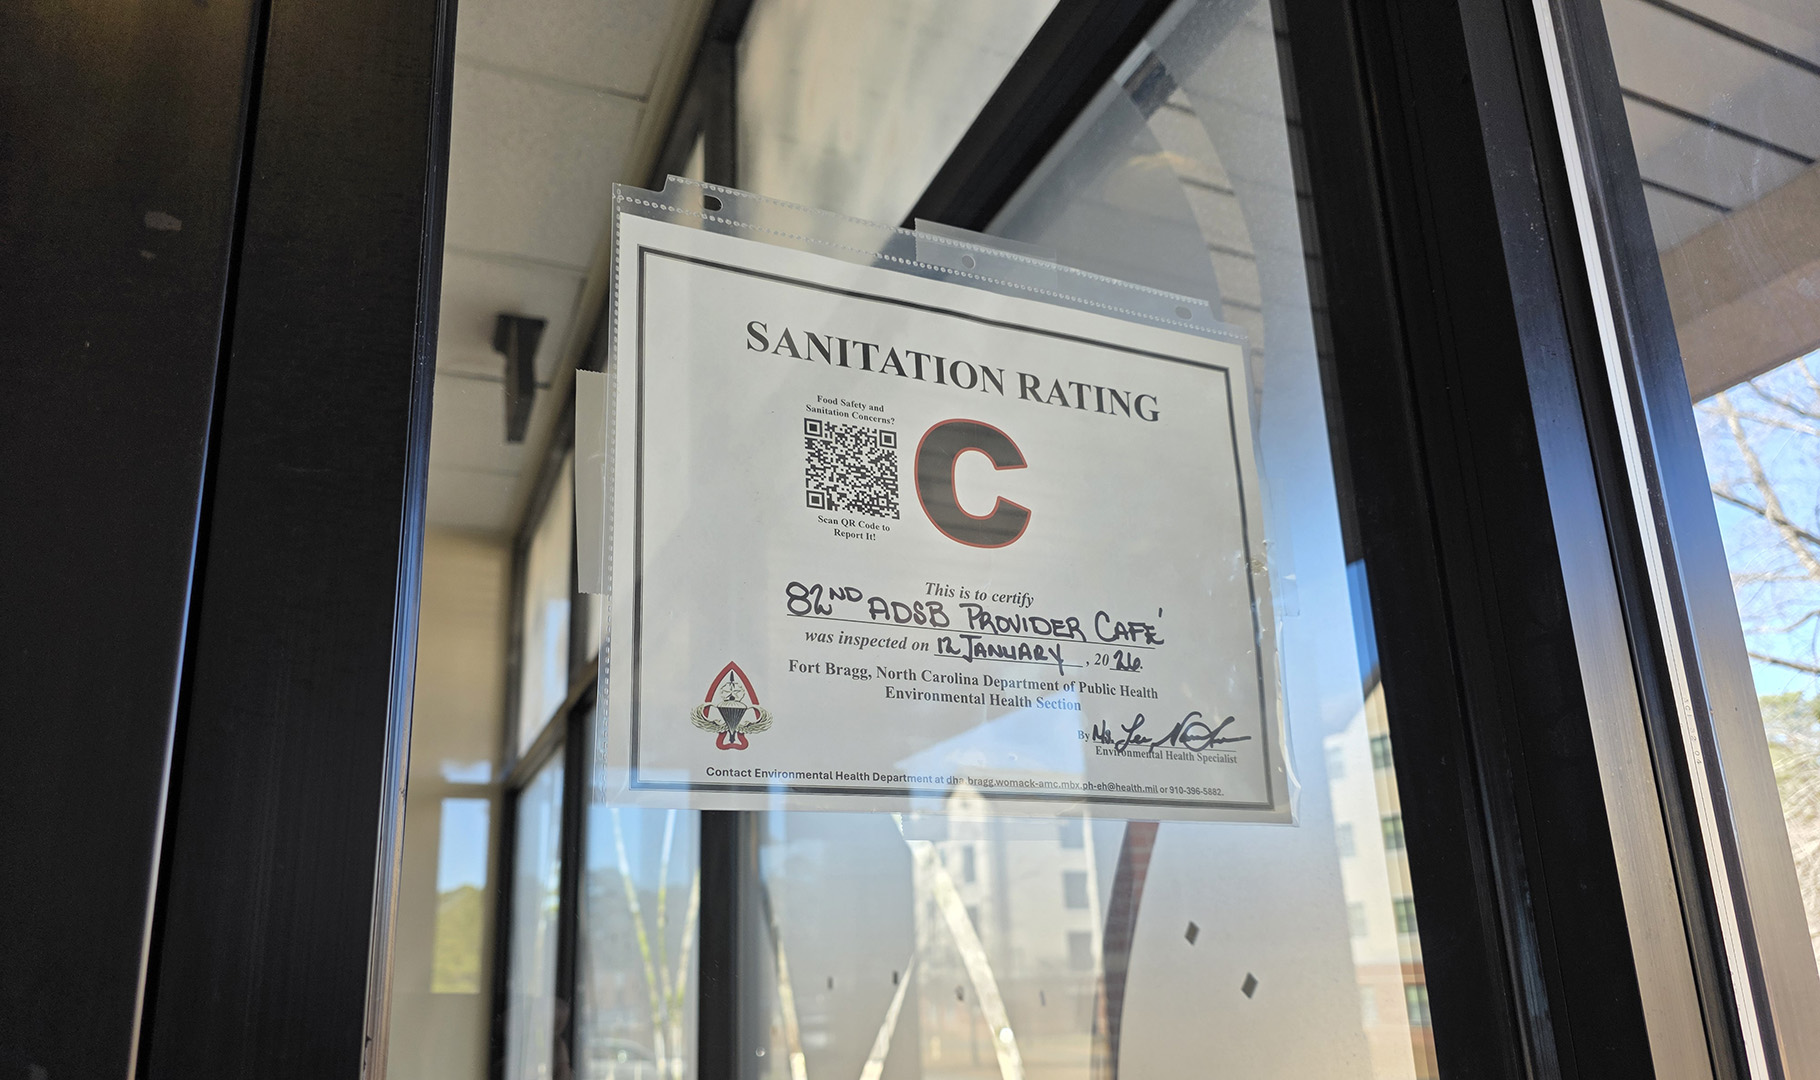 SANITATION RATING
Food Safety and
Sanitation Concerns?
Scan QR Code to
Report It!
C
This is to certify
82ND ADSB PROVIDER CAFE'
was inspected on 12 JANUARY, 2026
Fort Bragg, North Carolina Department of Public Health
Environmental Health Section
By
Environmental Health Specialist
Contact Environmental Health Department at dha.bragg.womack-amc.mbx.ph-eh@health.mil or 910-396-5882.